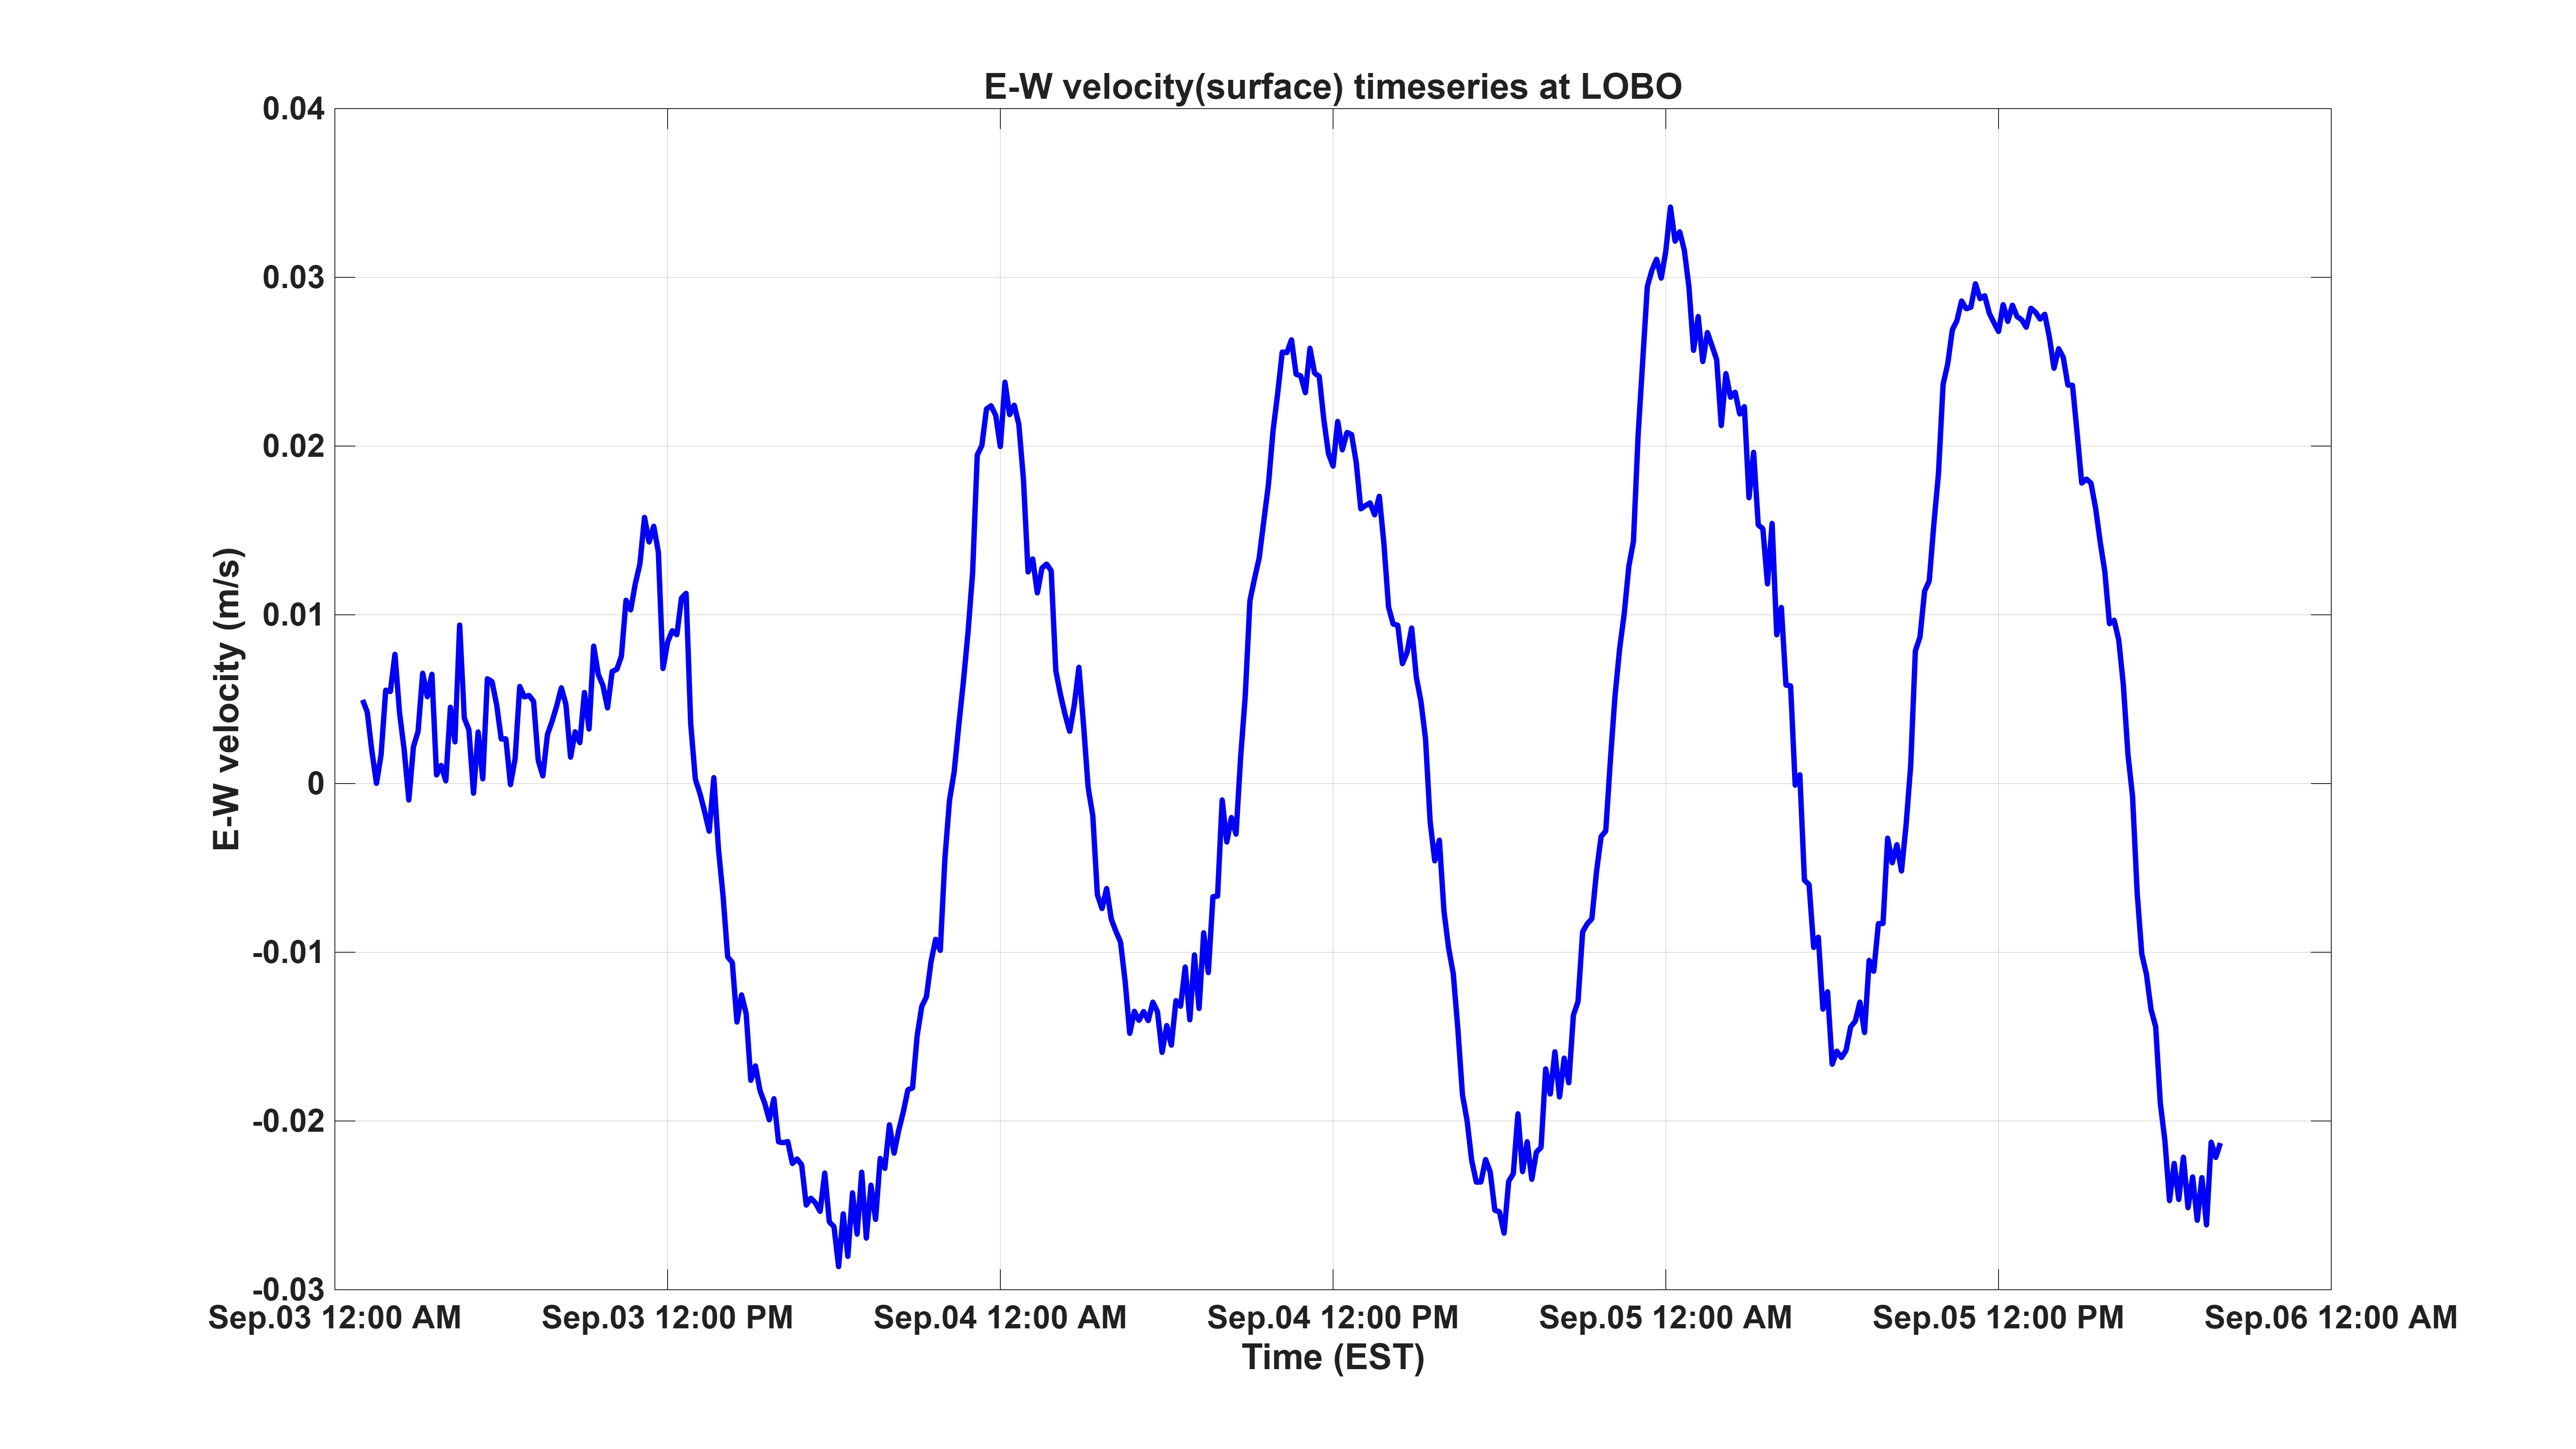 E-W velocity(surface) timeseries at LOBO
E-W velocity (m/s)
0.04
0.03
0.02
0.01
0
-0.01
-0.02
-0.03
Sep.03 12:00 AM Sep.03 12:00 PM Sep.04 12:00 AM Sep.04 12:00 PM Sep.05 12:00 AM Sep.05 12:00 PM Sep.06 12:00 AM
Time (EST)